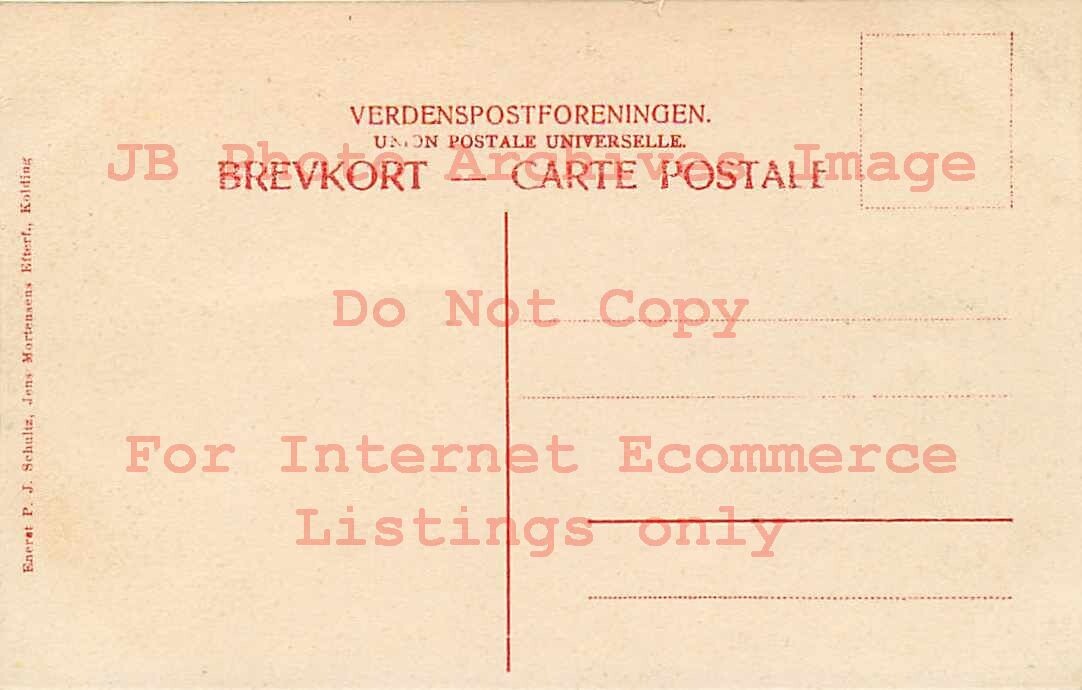 VERDENSPOSTFORENINGEN.
UNION POSTALE UNIVERSELLE.
BREVKORT — CARTE POSTALE
JB Photo Archives Image
Do Not Copy
For Internet Ecommerce
Listings only
Eneret P. J. Schultz, Jens Mortensens Efterf., Kolding